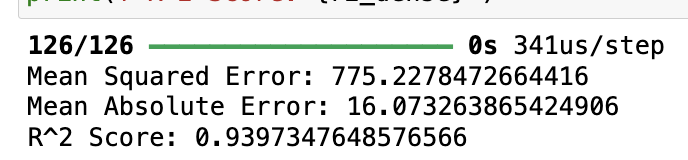 126/126 ━━━━━━━━━━━━━━━━━━━━ 0s 341us/step
Mean Squared Error: 775.2278472664416
Mean Absolute Error: 16.073263865424906
R^2 Score: 0.9397347648576566